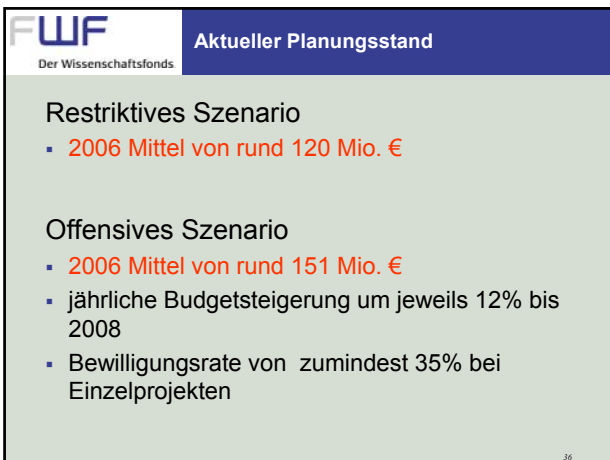 FWF
Der Wissenschaftsfonds.
Aktueller Planungsstand
Restriktives Szenario
▪ 2006 Mittel von rund 120 Mio. €
Offensives Szenario
▪ 2006 Mittel von rund 151 Mio. €
▪ jährliche Budgetsteigerung um jeweils 12% bis
2008
▪ Bewilligungsrate von zumindest 35% bei
Einzelprojekten
36